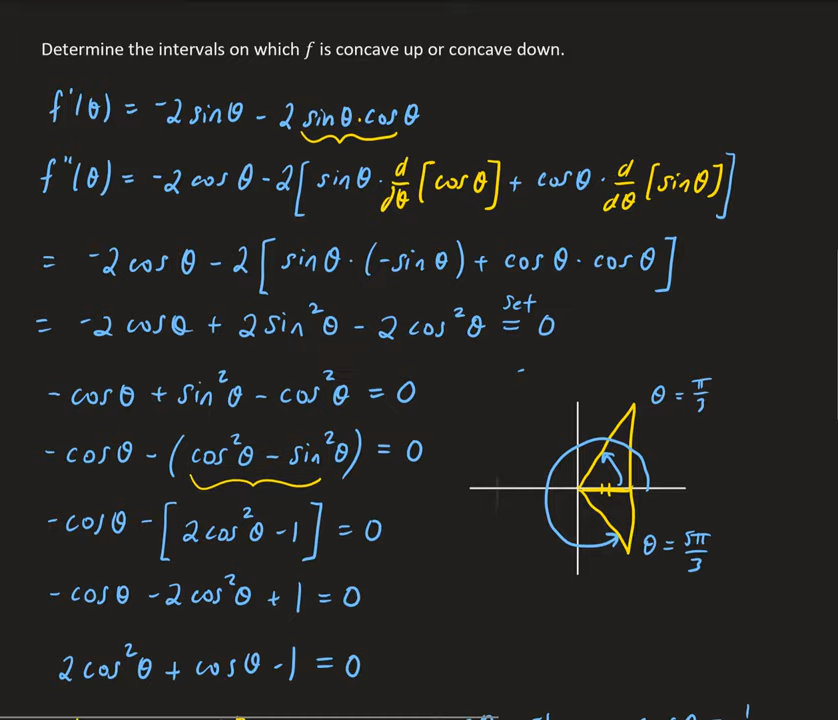 Determine the intervals on which f is concave up or concave down.
f'(θ) = -2 sin θ - 2 sin θ · cos θ
f''(θ) = -2 cos θ - 2[ sin θ · d/dθ [cos θ] + cos θ · d/dθ [sin θ] ]
= -2 cos θ - 2 [ sin θ · (-sin θ) + cos θ · cos θ ]
= -2 cos θ + 2 sin²θ - 2 cos²θ set = 0
- cos θ + sin²θ - cos²θ = 0
θ = π/3
- cos θ - (cos²θ - sin²θ) = 0
- cos θ - [2 cos²θ - 1] = 0
θ = 5π/3
- cos θ - 2 cos²θ + 1 = 0
2 cos²θ + cos θ - 1 = 0